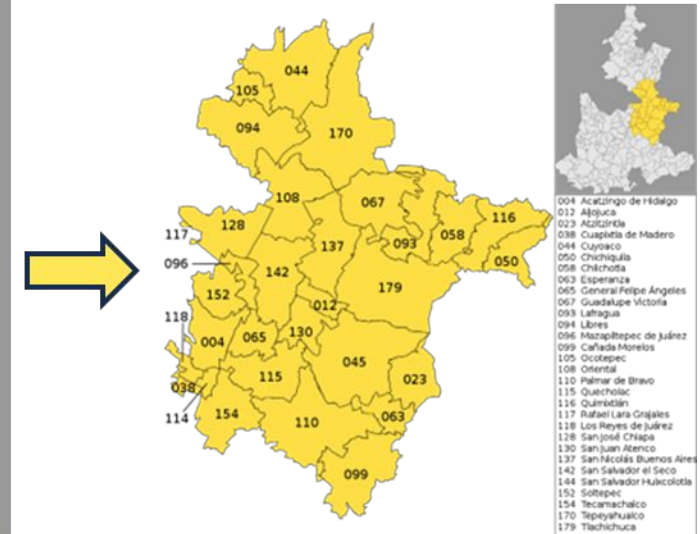 044
105
094
170
108
067
116
128
117
058
137
093
096
050
142
152
179
012
118
130
004
065
045
115
023
038
114
154
110
063
099
004 Acatzingo de Hidalgo
012 Aljojuca
023 Atzitzintla
038 Cuapixtla de Madero
044 Cuyoaco
050 Chichiquila
058 Chilchotla
063 Esperanza
065 General Felipe Ángeles
067 Guadalupe Victoria
093 Lafragua
094 Libres
096 Mazapiltepec de Juárez
099 Cañada Morelos
105 Ocotepec
108 Oriental
110 Palmar de Bravo
115 Quecholac
116 Quimixtlán
117 Rafael Lara Grajales
118 Los Reyes de Juárez
128 San José Chiapa
130 San Juan Atenco
137 San Nicolás Buenos Aires
142 San Salvador el Seco
144 San Salvador Huixcolotla
152 Soltepec
154 Tecamachalco
170 Tepeyahualco
179 Tlachichuca